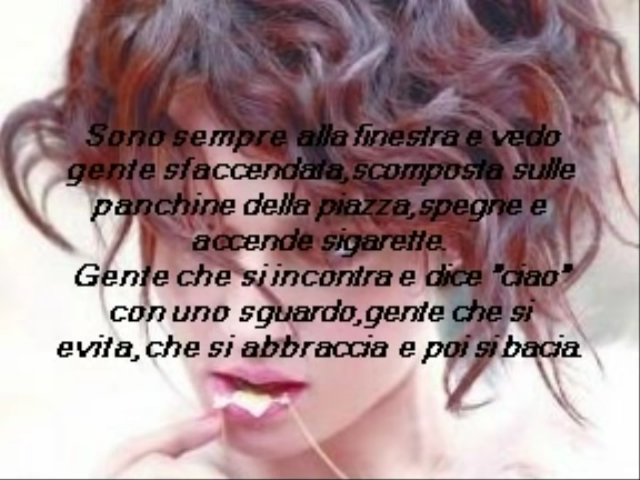 Sono sempre alla finestra e vedo
gente sfaccendata,scomposta sulle
panchine della piazza,spegne e
accende sigarette.
Gente che si incontra e dice "ciao"
con uno sguardo,gente che si
evita,che si abbraccia e poi si bacia.